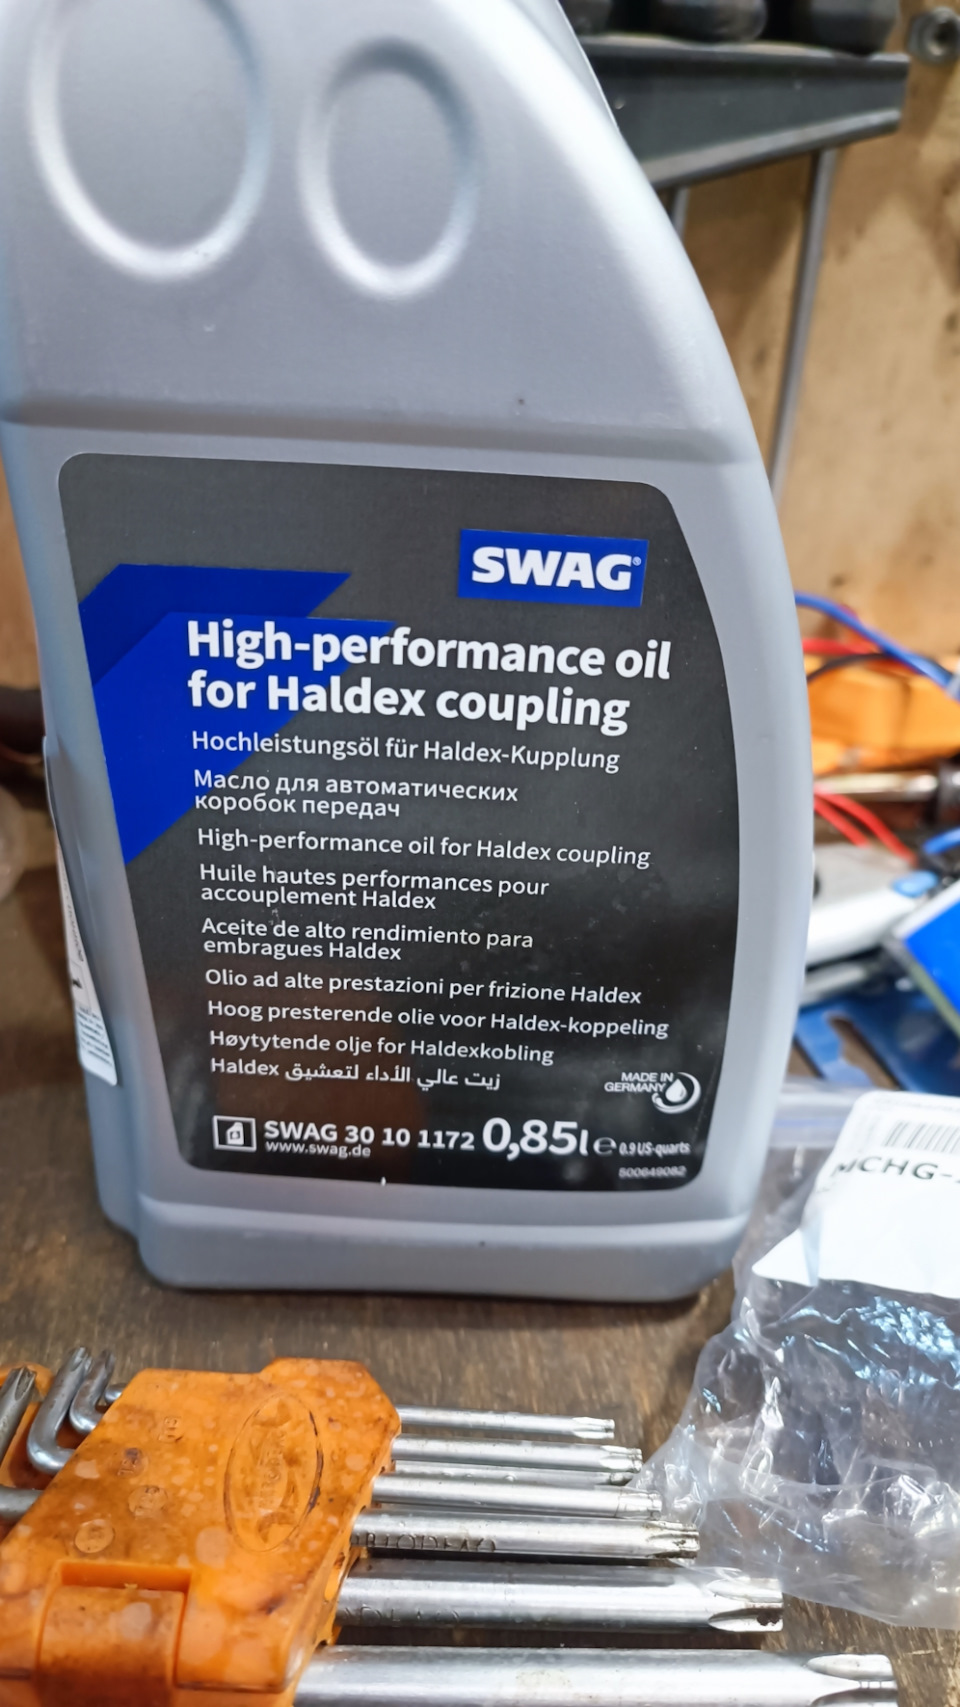 SWAG®
High-performance oil
for Haldex coupling
Hochleistungsöl für Haldex-Kupplung
Масло для автоматических
коробок передач
High-performance oil for Haldex coupling
Huile hautes performances pour
accouplement Haldex
Aceite de alto rendimiento para
embragues Haldex
Olio ad alte prestazioni per frizione Haldex
Hoog presterende olie voor Haldex-koppeling
Høytytende olje for Haldexkobling
زيت عالي الأداء لتعشيق Haldex
MADE IN
GERMANY
SWAG 30 10 1172 0,85l e 0.9 US-quarts
www.swag.de
500649082